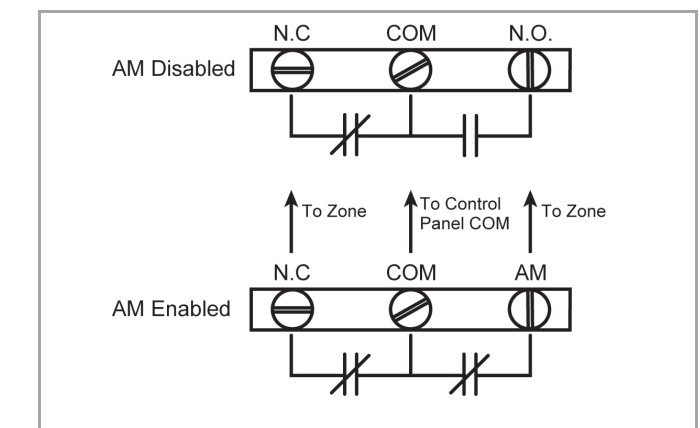 N.C COM N.O.
AM Disabled
To Zone
To Control
Panel COM
To Zone
N.C COM AM
AM Enabled